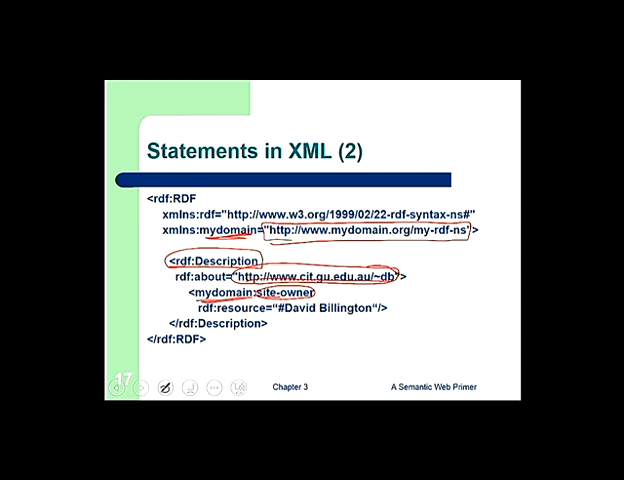 Statements in XML (2)
<rdf:RDF
xmlns:rdf="http://www.w3.org/1999/02/22-rdf-syntax-ns#"
xmlns:mydomain="http://www.mydomain.org/my-rdf-ns">
<rdf:Description
rdf:about="http://www.cit.gu.edu.au/~db">
<mydomain:site-owner
rdf:resource=“#David Billington“/>
</rdf:Description>
</rdf:RDF>
17
Chapter 3
A Semantic Web Primer